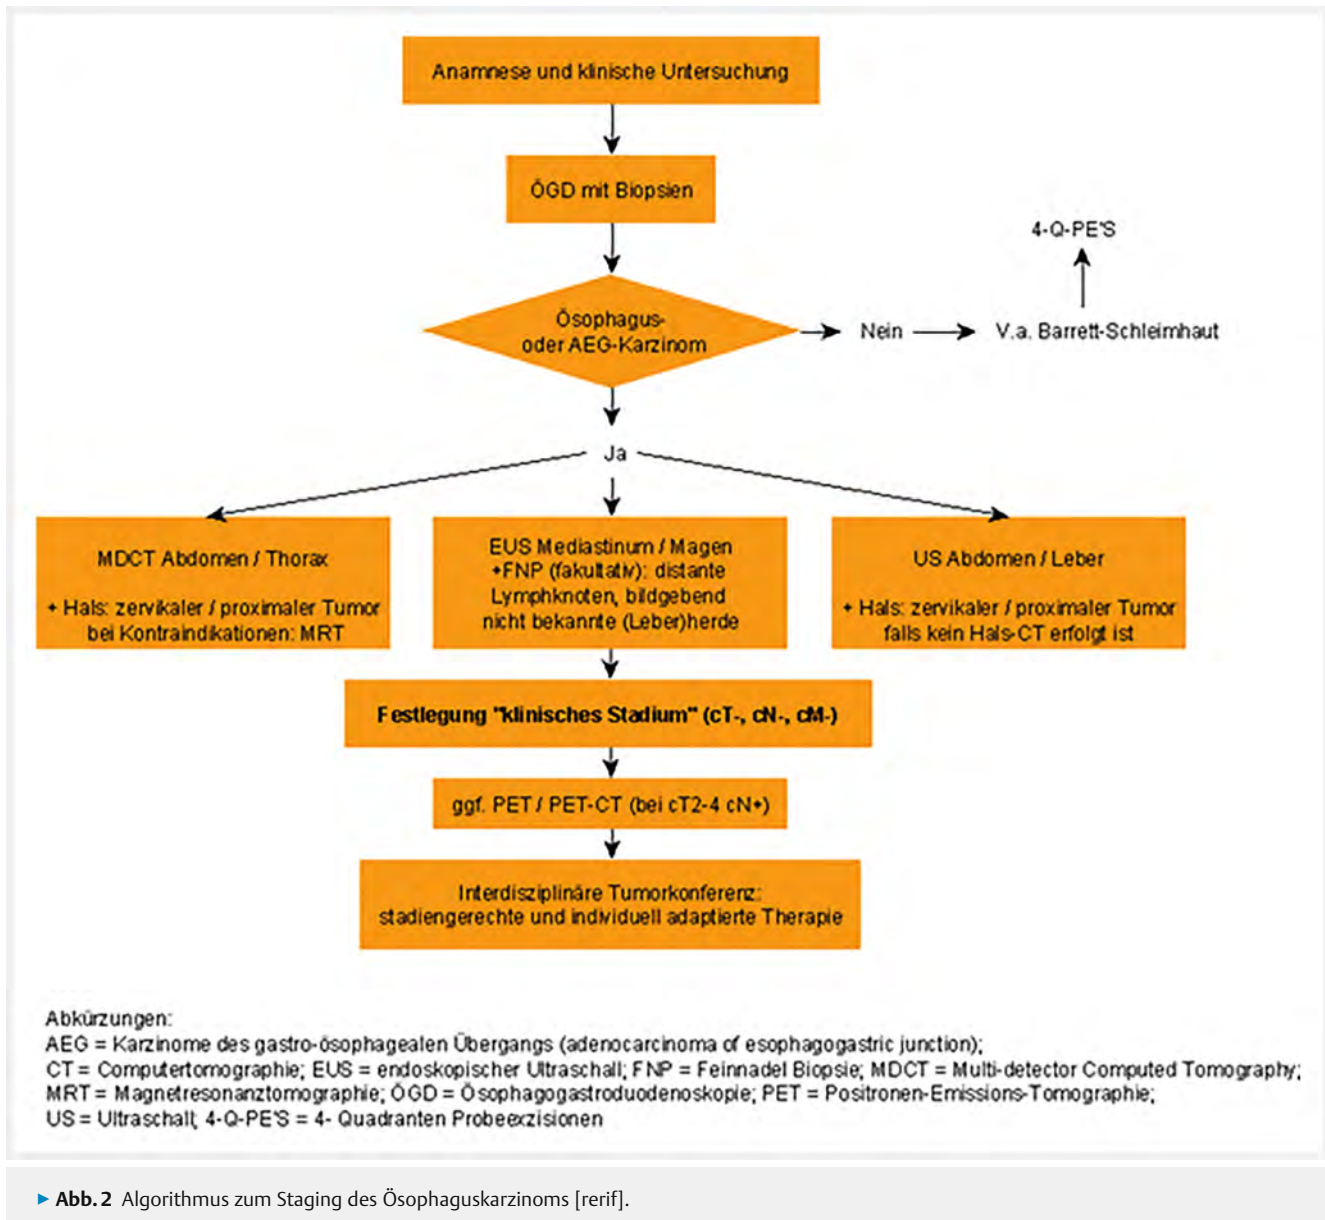 Anamnese und klinische Untersuchung
ÖGD mit Biopsien
4-Q-PE'S
Ösophagus-
oder AEG-Karzinom
Nein
V.a. Barrett-Schleimhaut
Ja
MDCT Abdomen / Thorax
+ Hals: zervikaler / proximaler Tumor
bei Kontraindikationen: MRT
EUS Mediastinum / Magen
+FNP (fakultativ): distante
Lymphknoten, bildgebend
nicht bekannte (Leber)herde
US Abdomen / Leber
+ Hals: zervikaler / proximaler Tumor
falls kein Hals-CT erfolgt ist
Festlegung "klinisches Stadium" (cT-, cN-, cM-)
ggf. PET / PET-CT (bei cT2-4 cN+)
Interdisziplinäre Tumorkonferenz:
stadiengerechte und individuell adaptierte Therapie
Abkürzungen:
AEG = Karzinome des gastro-ösophagealen Übergangs (adenocarcinoma of esophagogastric junction);
CT = Computertomographie; EUS = endoskopischer Ultraschall; FNP = Feinnadel Biopsie; MDCT = Multi-detector Computed Tomography;
MRT = Magnetresonanztomographie; ÖGD = Ösophagogastroduodenoskopie; PET = Positronen-Emissions-Tomographie;
US = Ultraschall; 4-Q-PE'S = 4- Quadranten Probeexzisionen
▶ Abb. 2 Algorithmus zum Staging des Ösophaguskarzinoms [rerif].